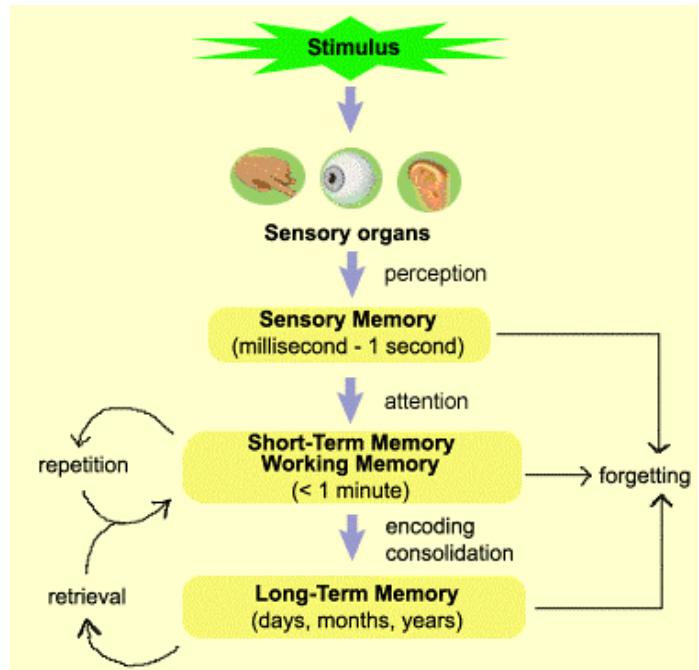 Stimulus
Sensory organs
perception
Sensory Memory
(millisecond - 1 second)
attention
repetition
Short-Term Memory
Working Memory
(< 1 minute)
forgetting
encoding
consolidation
retrieval
Long-Term Memory
(days, months, years)